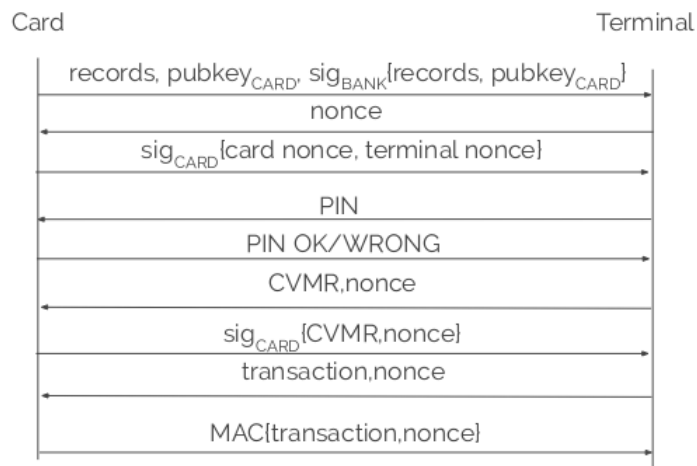 Card
Terminal
records, pubkeyCARD, sigBANK{records, pubkeyCARD}
nonce
sigCARD{card nonce, terminal nonce}
PIN
PIN OK/WRONG
CVMR,nonce
sigCARD{CVMR,nonce}
transaction,nonce
MAC{transaction,nonce}